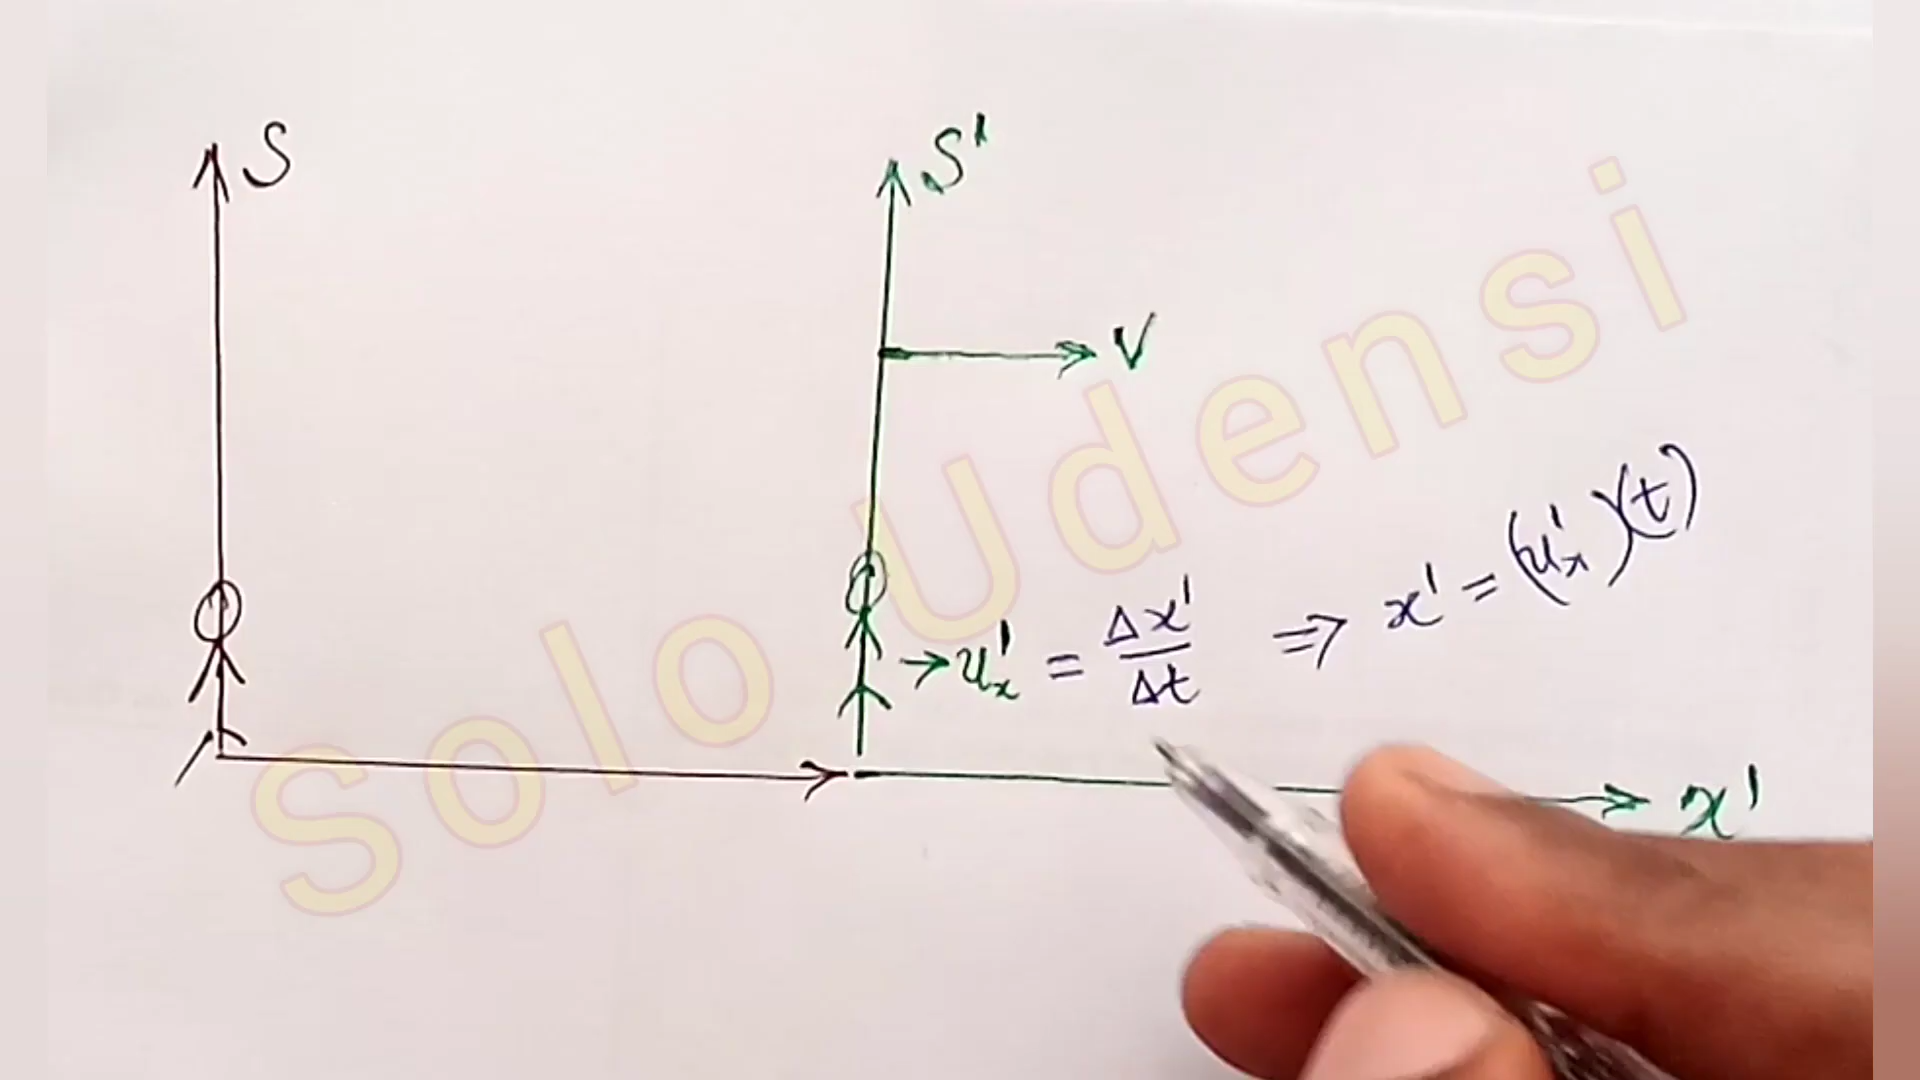 S
S'
V
→ u'x = Δx'/Δt ⇒ x' = (u'x)(t)
x'
Solo Udensi